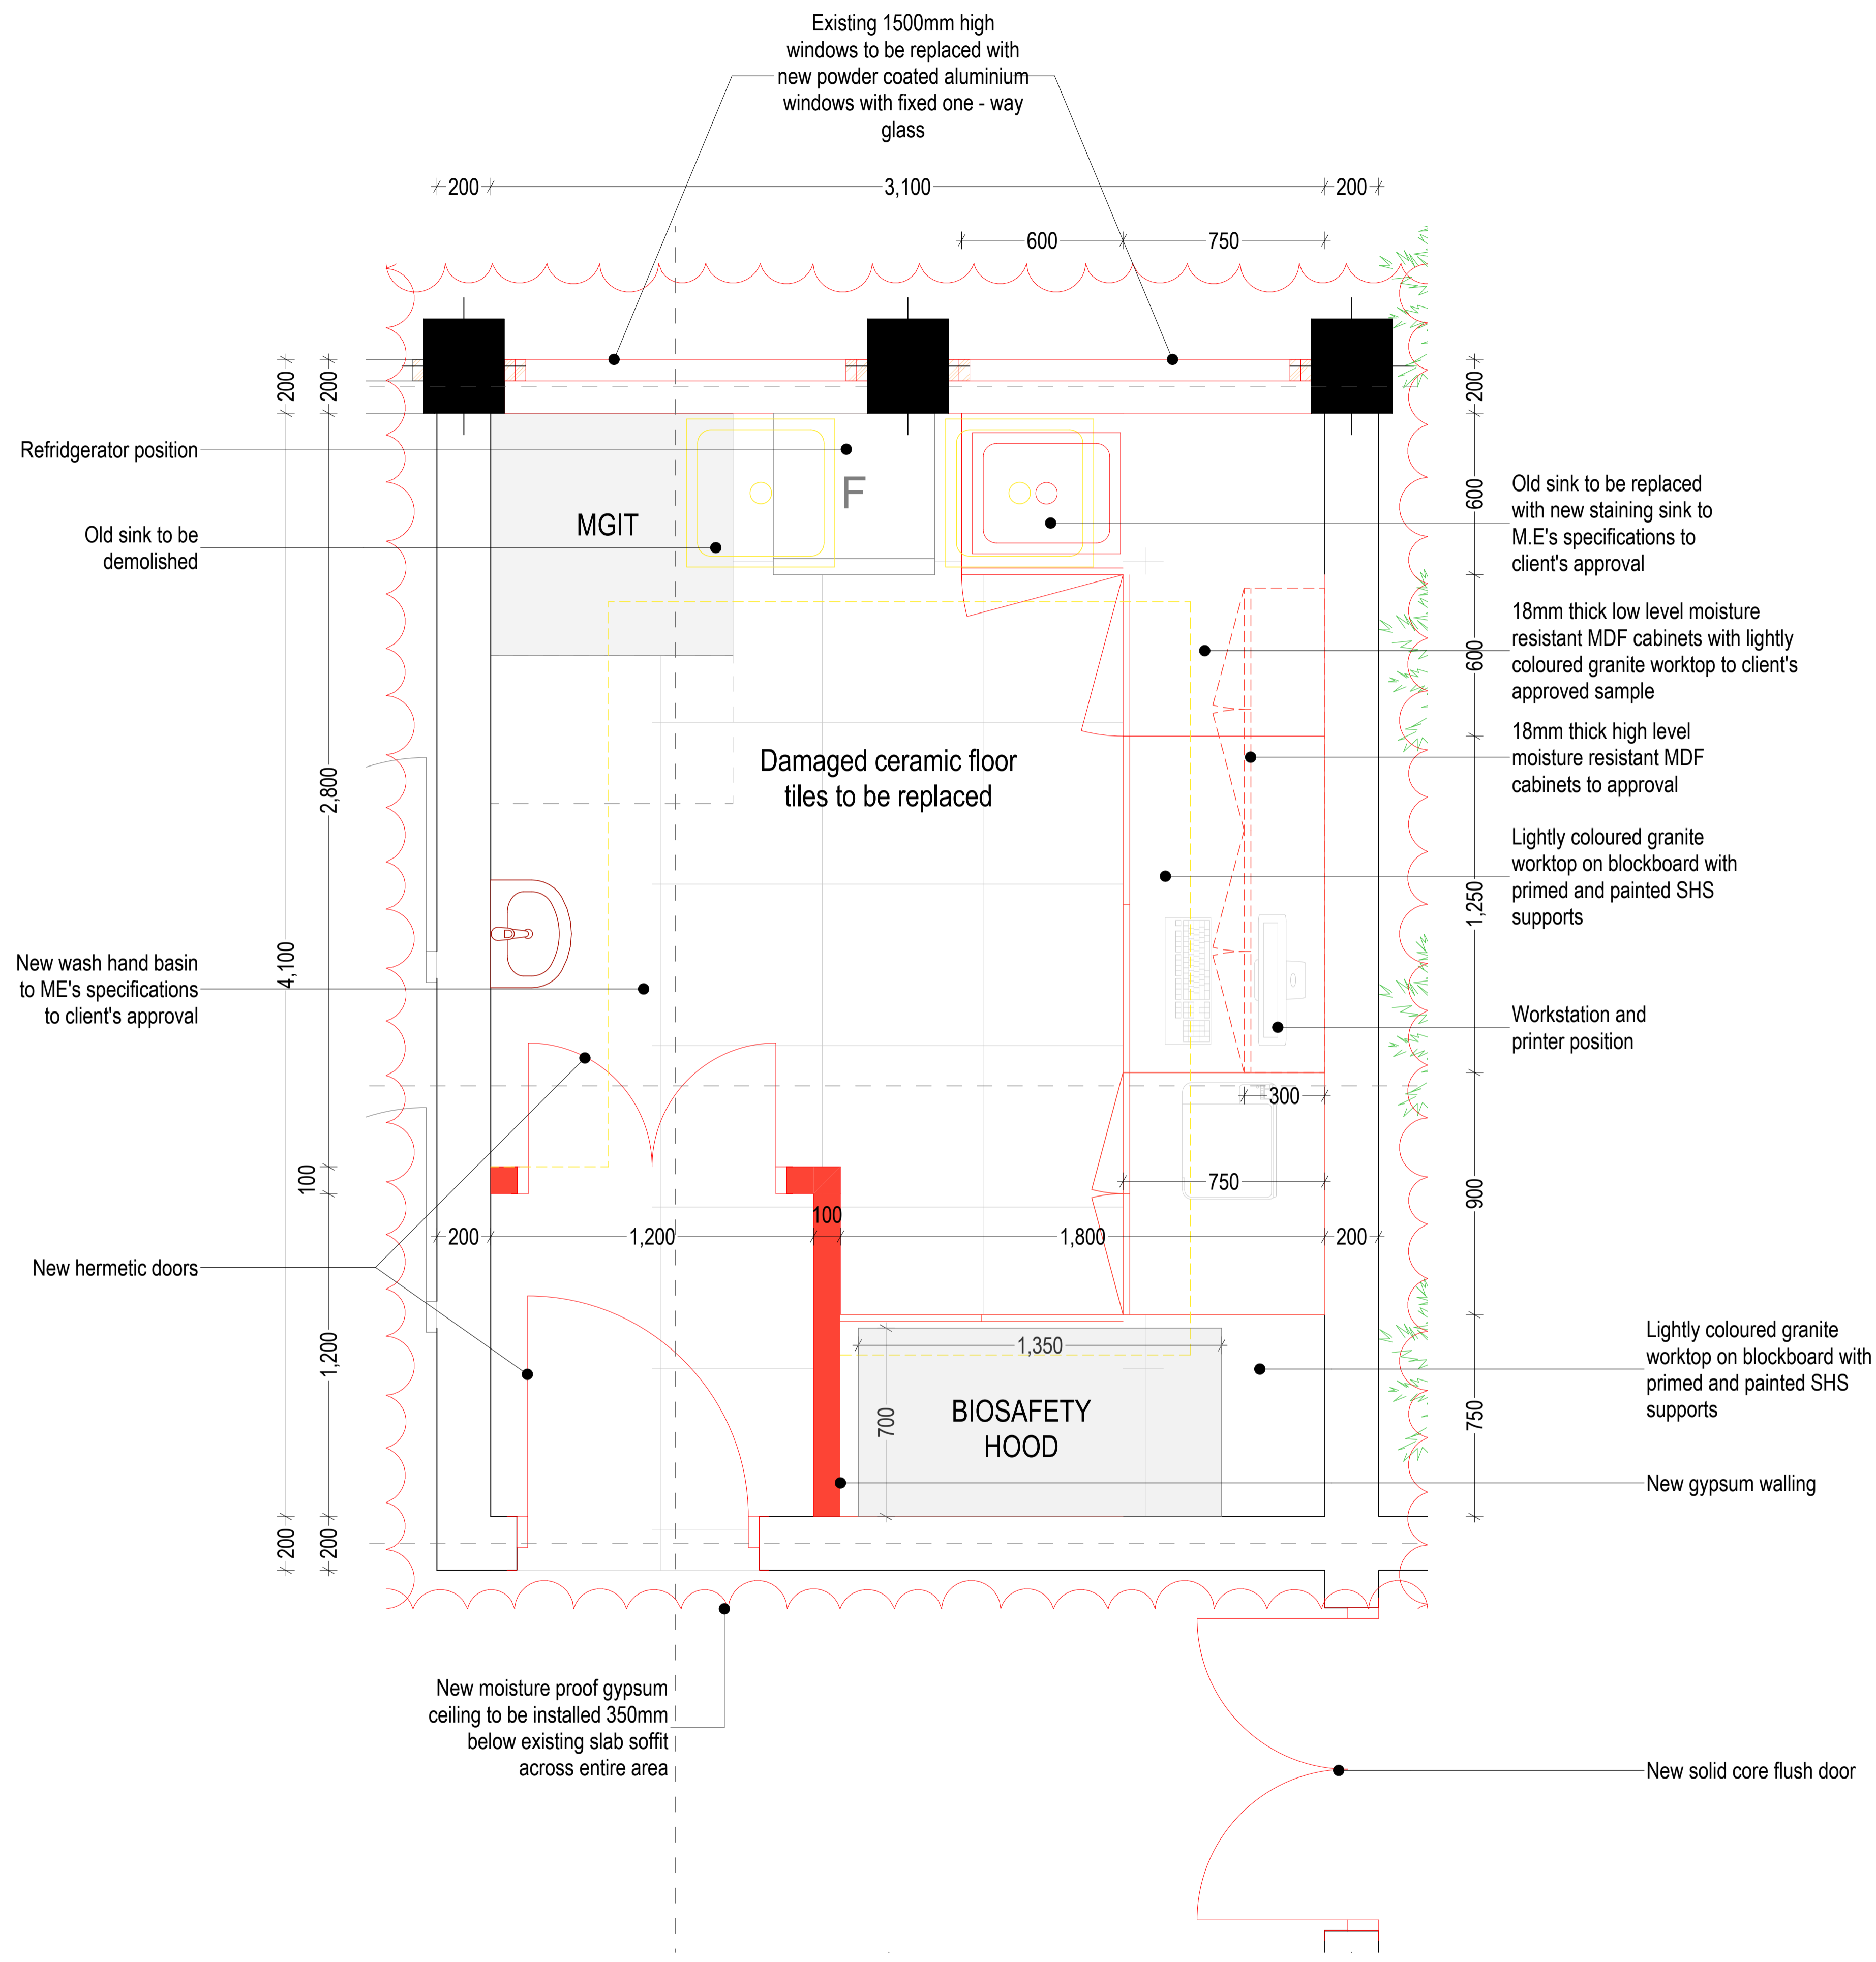 Existing 1500mm high
windows to be replaced with
new powder coated aluminium
windows with fixed one - way
glass
200
3,100
200
600
750
200
200
200
Refridgerator position
Old sink to be
demolished
MGIT
F
600
Old sink to be replaced
with new staining sink to
M.E's specifications to
client's approval
18mm thick low level moisture
resistant MDF cabinets with lightly
coloured granite worktop to client's
approved sample
600
18mm thick high level
moisture resistant MDF
cabinets to approval
Damaged ceramic floor
tiles to be replaced
2,800
Lightly coloured granite
worktop on blockboard with
primed and painted SHS
supports
1,250
4,100
New wash hand basin
to ME's specifications
to client's approval
Workstation and
printer position
300
100
750
900
100
200
1,200
1,800
200
New hermetic doors
1,200
1,350
700
BIOSAFETY
HOOD
750
Lightly coloured granite
worktop on blockboard with
primed and painted SHS
supports
New gypsum walling
200
200
New moisture proof gypsum
ceiling to be installed 350mm
below existing slab soffit
across entire area
New solid core flush door